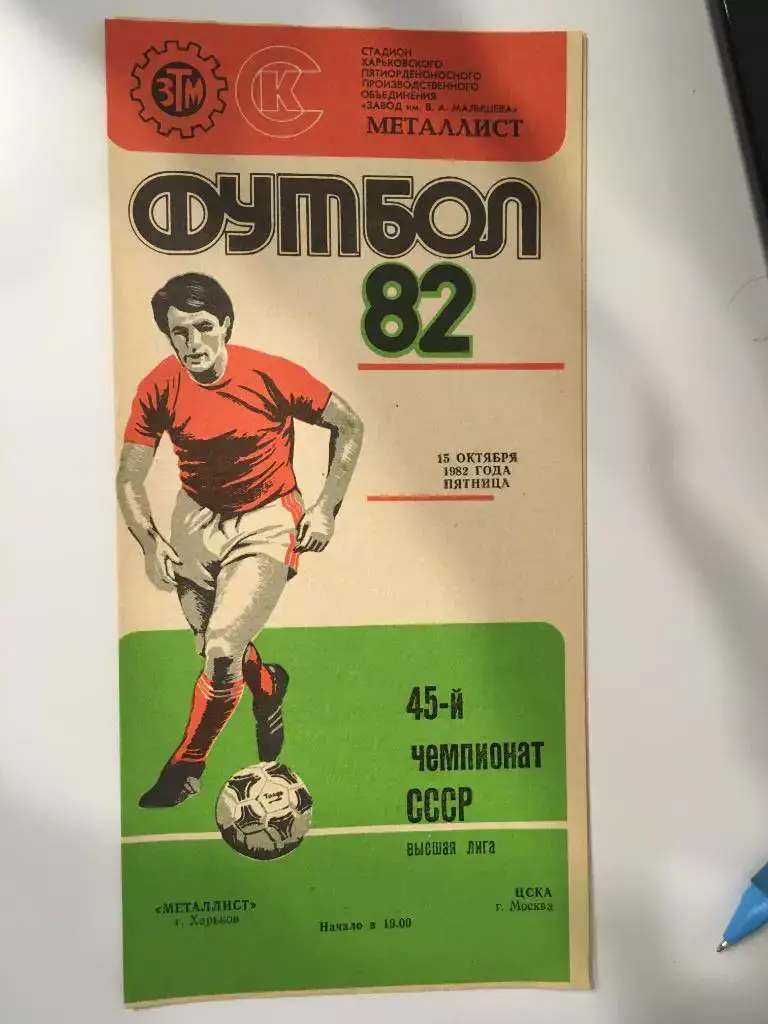 ЗТМ
СК
СТАДИОН
ХАРЬКОВСКОГО
ПЯТИОРДЕНОНОСНОГО
ПРОИЗВОДСТВЕННОГО
ОБЪЕДИНЕНИЯ
«ЗАВОД им. В. А. МАЛЫШЕВА»
МЕТАЛЛИСТ
ФУТБОЛ
82
15 ОКТЯБРЯ
1982 ГОДА
ПЯТНИЦА
45-й
чемпионат
СССР
высшая лига
Tango
«МЕТАЛЛИСТ»
г. Харьков
Начало в 19.00
ЦСКА
г. Москва